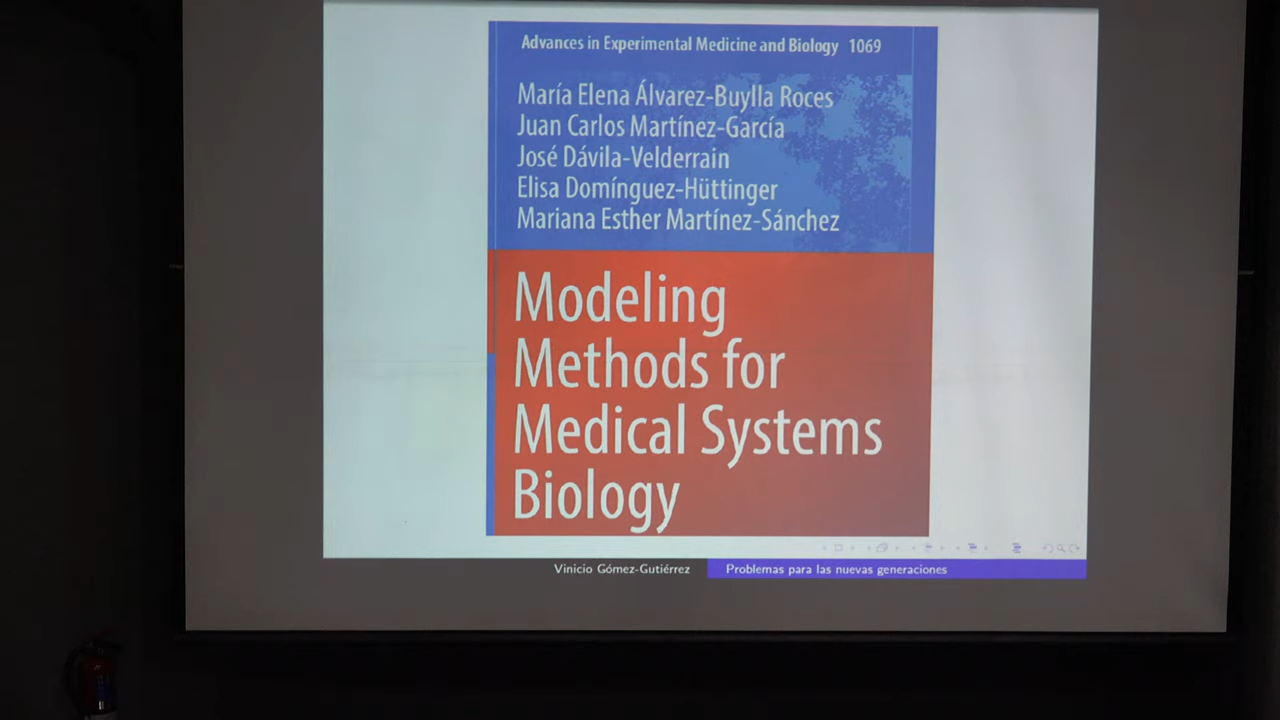 Advances in Experimental Medicine and Biology 1069
María Elena Álvarez-Buylla Roces
Juan Carlos Martínez-García
José Dávila-Velderrain
Elisa Domínguez-Hüttinger
Mariana Esther Martínez-Sánchez
Modeling
Methods for
Medical Systems
Biology
Vinicio Gómez-Gutiérrez
Problemas para las nuevas generaciones